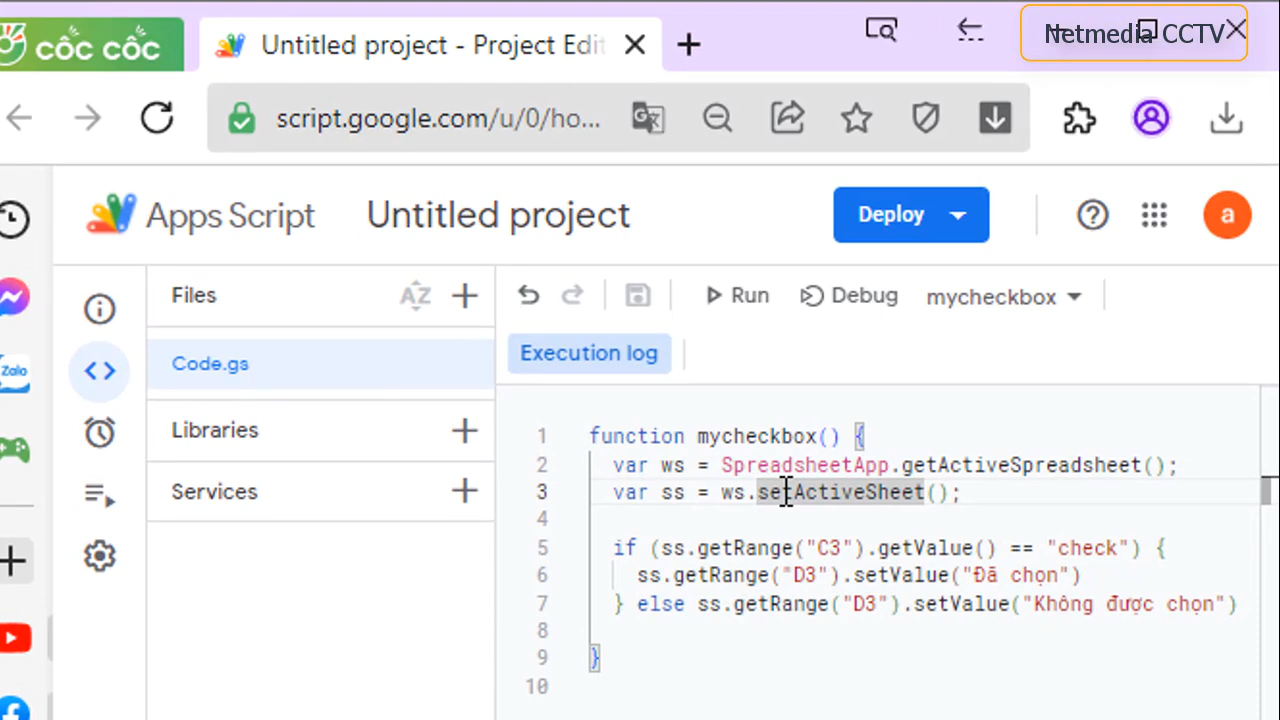 cốc cốc
Untitled project - Project Edit
Netmedia CCTV
script.google.com/u/0/ho...
Apps Script
Untitled project
Deploy
a
Files
AZ
Run
Debug
mycheckbox
Execution log
Code.gs
Libraries
Services
Zalo
1 function mycheckbox() {
2 var ws = SpreadsheetApp.getActiveSpreadsheet();
3 var ss = ws.setActiveSheet();
4
5 if (ss.getRange("C3").getValue() == "check") {
6 ss.getRange("D3").setValue("Đã chọn")
7 } else ss.getRange("D3").setValue("Không được chọn")
8
9 }
10